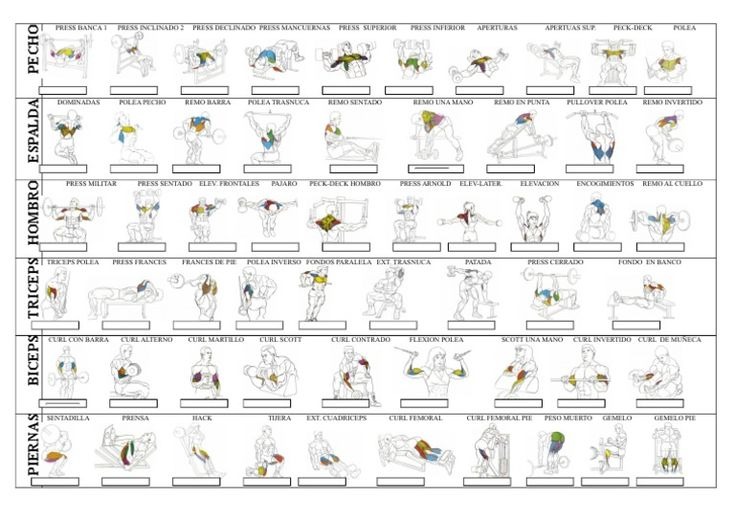 PECHO
PRESS BANCA 1 PRESS INCLINADO 2 PRESS DECLINADO PRESS MANCUERNAS PRESS SUPERIOR PRESS INFERIOR APERTURAS APERTUAS SUP. PECK-DECK POLEA
ESPALDA
DOMINADAS POLEA PECHO REMO BARRA POLEA TRASNUCA REMO SENTADO REMO UNA MANO REMO EN PUNTA PULLOVER POLEA REMO INVERTIDO
HOMBRO
PRESS MILITAR PRESS SENTADO ELEV. FRONTALES PAJARO PECK-DECK HOMBRO PRESS ARNOLD ELEV-LATER. ELEVACION ENCOGIMIENTOS REMO AL CUELLO
TRICEPS
TRICEPS POLEA PRESS FRANCES FRANCES DE PIE POLEA INVERSO FONDOS PARALELA EXT. TRASNUCA PATADA PRESS CERRADO FONDO EN BANCO
BICEPS
CURL CON BARRA CURL ALTERNO CURL MARTILLO CURL SCOTT CURL CONTRADO FLEXION POLEA SCOTT UNA MANO CURL INVERTIDO CURL DE MUÑECA
PIERNAS
SENTADILLA PRENSA HACK TIJERA EXT. CUADRICEPS CURL FEMORAL CURL FEMORAL PIE PESO MUERTO GEMELO GEMELO PIE